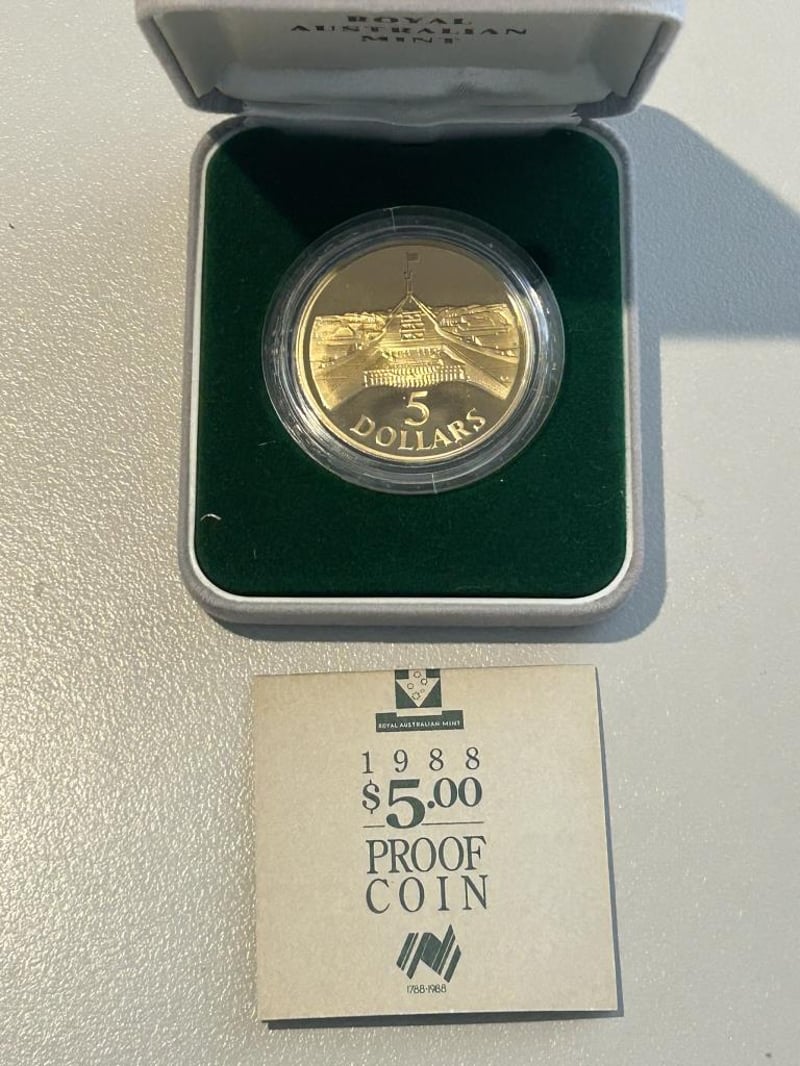 ROYAL
AUSTRALIAN
MINT
5
DOLLARS
ROYAL AUSTRALIAN MINT
1988
$5.00
PROOF
COIN
1788-1988